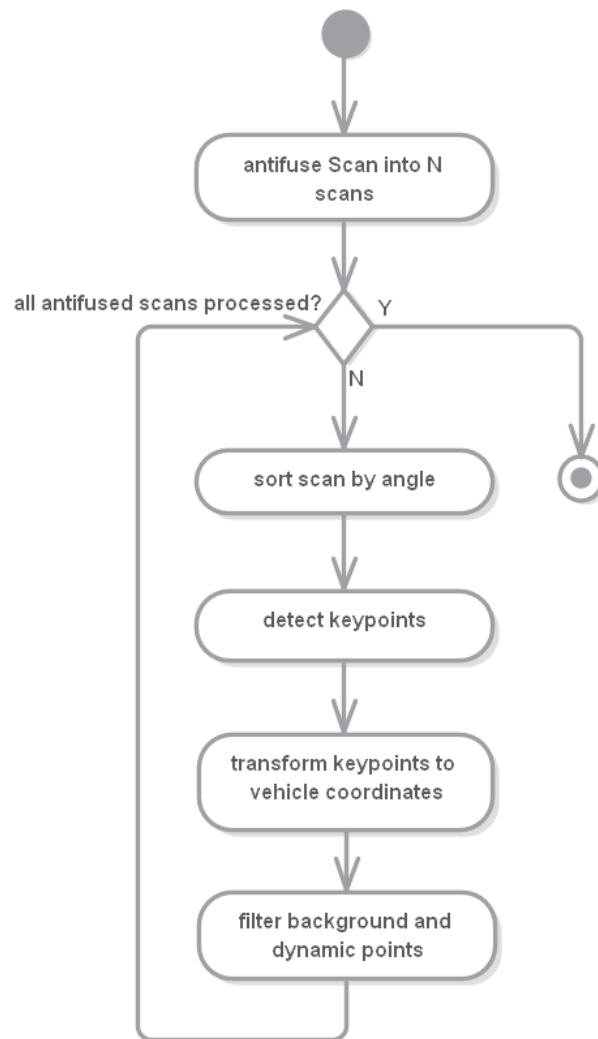 antifuse Scan into N
scans
all antifused scans processed?
Y
N
sort scan by angle
detect keypoints
transform keypoints to
vehicle coordinates
filter background and
dynamic points